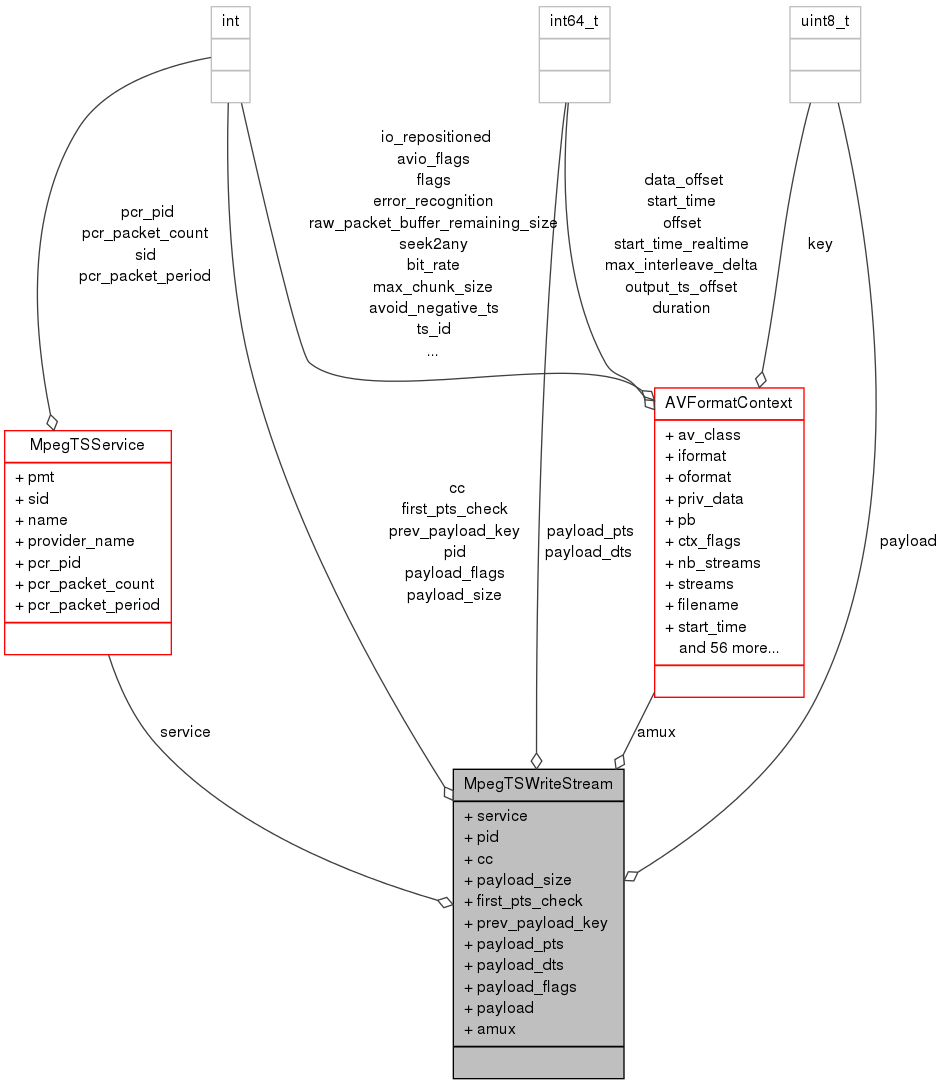 int
int64_t
uint8_t
io_repositioned
avio_flags
flags
error_recognition
raw_packet_buffer_remaining_size
seek2any
bit_rate
max_chunk_size
avoid_negative_ts
ts_id
...
data_offset
start_time
offset
start_time_realtime
max_interleave_delta
output_ts_offset
duration
key
pcr_pid
pcr_packet_count
sid
pcr_packet_period
AVFormatContext
+ av_class
+ iformat
+ oformat
+ priv_data
+ pb
+ ctx_flags
+ nb_streams
+ streams
+ filename
+ start_time
and 56 more...
MpegTSService
+ pmt
+ sid
+ name
+ provider_name
+ pcr_pid
+ pcr_packet_count
+ pcr_packet_period
cc
first_pts_check
prev_payload_key
pid
payload_flags
payload_size
payload_pts
payload_dts
payload
service
amux
MpegTSWriteStream
+ service
+ pid
+ cc
+ payload_size
+ first_pts_check
+ prev_payload_key
+ payload_pts
+ payload_dts
+ payload_flags
+ payload
+ amux